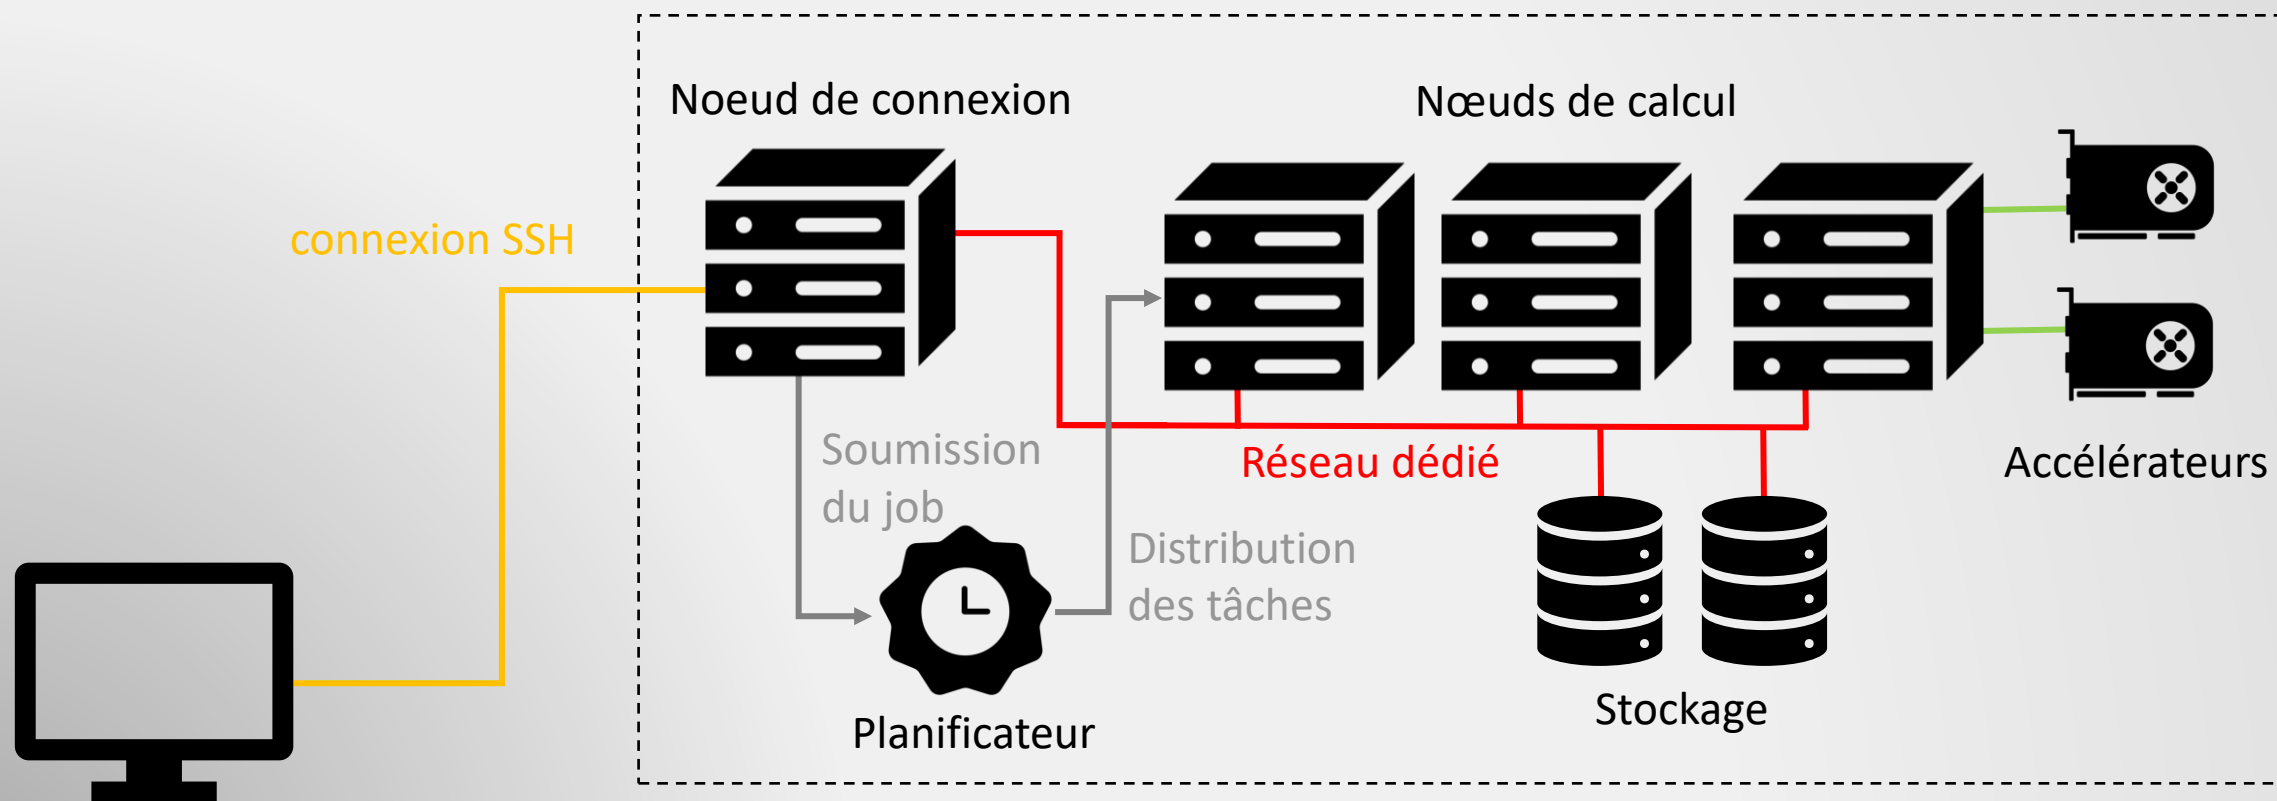 Noeud de connexion
Nœuds de calcul
connexion SSH
Soumission
du job
Réseau dédié
Accélérateurs
Distribution
des tâches
Stockage
Planificateur